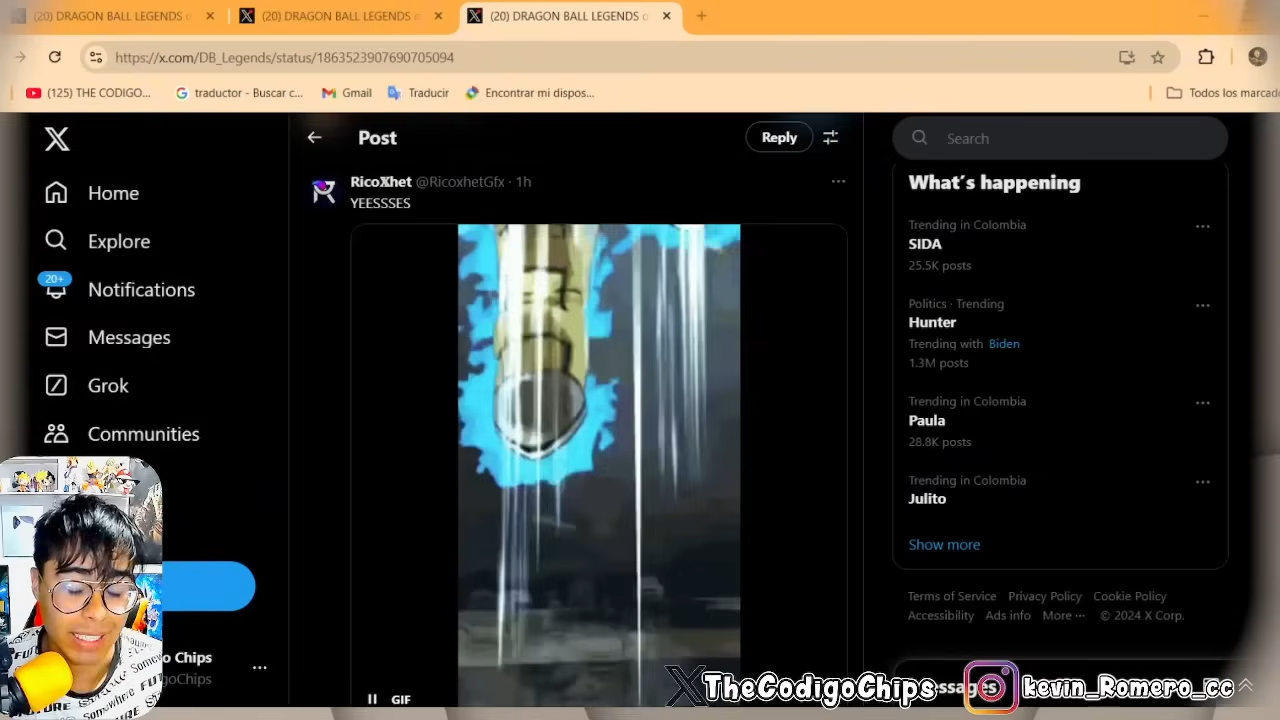 (20) DRAGON BALL LEGENDS o
(20) DRAGON BALL LEGENDS o
(20) DRAGON BALL LEGENDS o
https://x.com/DB_Legends/status/1863523907690705094
(125) THE CODIGO...
traductor - Buscar c...
Gmail
Traducir
Encontrar mi dispos...
Todos los marcado
Post
Reply
Search
RicoXhet @RicoxhetGfx · 1h
YEESSSES
Home
Explore
20+
Notifications
Messages
Grok
Communities
What's happening
Trending in Colombia
SIDA
25.5K posts
Politics · Trending
Hunter
Trending with Biden
1.3M posts
Trending in Colombia
Paula
28.8K posts
Trending in Colombia
Julito
Show more
Terms of Service Privacy Policy Cookie Policy
Accessibility Ads info More ··· © 2024 X Corp.
o Chips
goChips
GIF
TheCodigoChips
kevin_Romero_cc